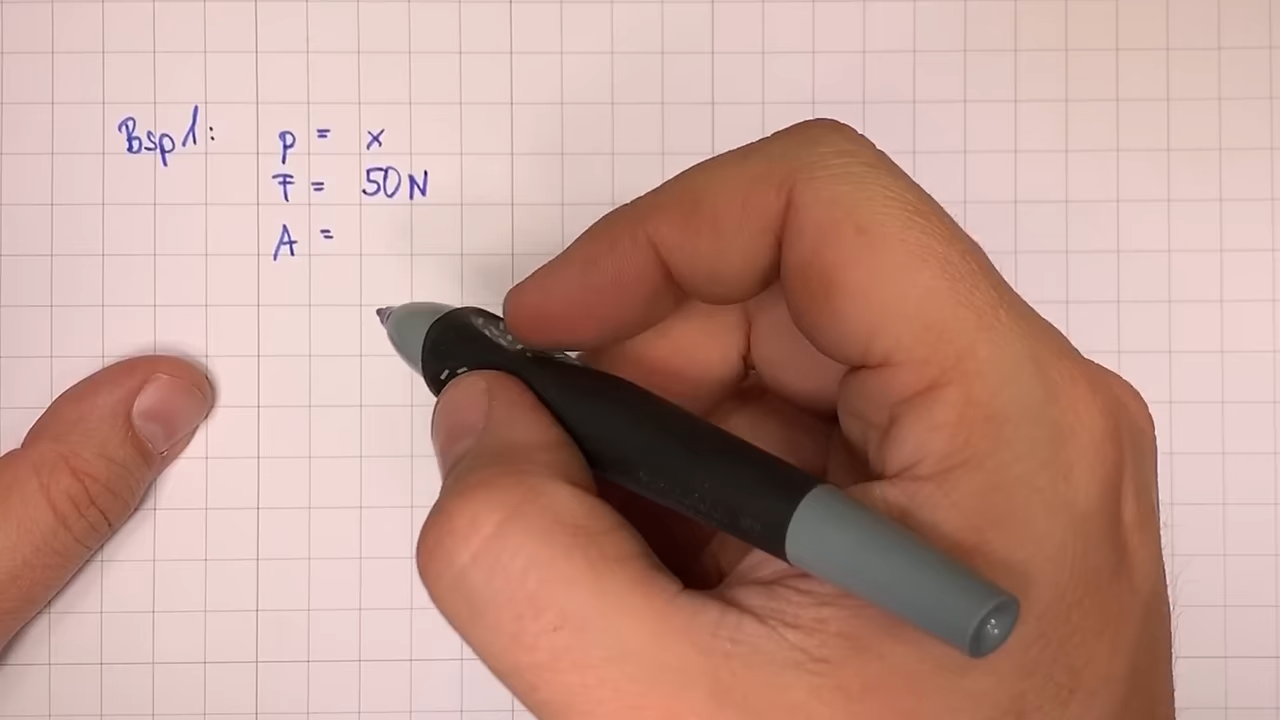 Bsp 1: p = x
F = 50 N
A =